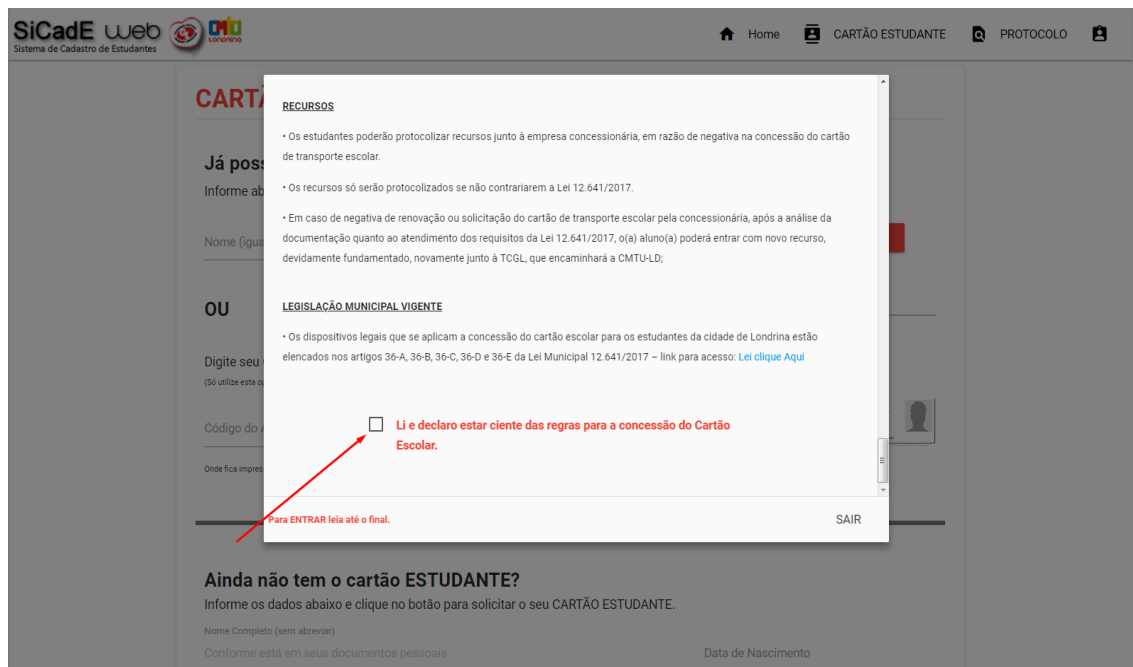 SiCadE web
Sistema de Cadastro de Estudantes
CMTU
Londrina
Home
CARTÃO ESTUDANTE
PROTOCOLO
CARTÃ
RECURSOS
• Os estudantes poderão protocolizar recursos junto à empresa concessionária, em razão de negativa na concessão do cartão
de transporte escolar.
• Os recursos só serão protocolizados se não contrariarem a Lei 12.641/2017.
• Em caso de negativa de renovação ou solicitação do cartão de transporte escolar pela concessionária, após a análise da
documentação quanto ao atendimento dos requisitos da Lei 12.641/2017, o(a) aluno(a) poderá entrar com novo recurso,
devidamente fundamentado, novamente junto à TCGL, que encaminhará a CMTU-LD;
LEGISLAÇÃO MUNICIPAL VIGENTE
• Os dispositivos legais que se aplicam a concessão do cartão escolar para os estudantes da cidade de Londrina estão
elencados nos artigos 36-A, 36-B, 36-C, 36-D e 36-E da Lei Municipal 12.641/2017 – link para acesso: Lei clique Aqui
Li e declaro estar ciente das regras para a concessão do Cartão
Escolar.
Para ENTRAR leia até o final.
SAIR
Já poss
Informe ab
Nome (igua
OU
Digite seu
(Só utilize esta o
Código do A
Onde fica impres
Ainda não tem o cartão ESTUDANTE?
Informe os dados abaixo e clique no botão para solicitar o seu CARTÃO ESTUDANTE.
Nome Completo (sem abreviar)
Conforme está em seus documentos pessoais
Data de Nascimento